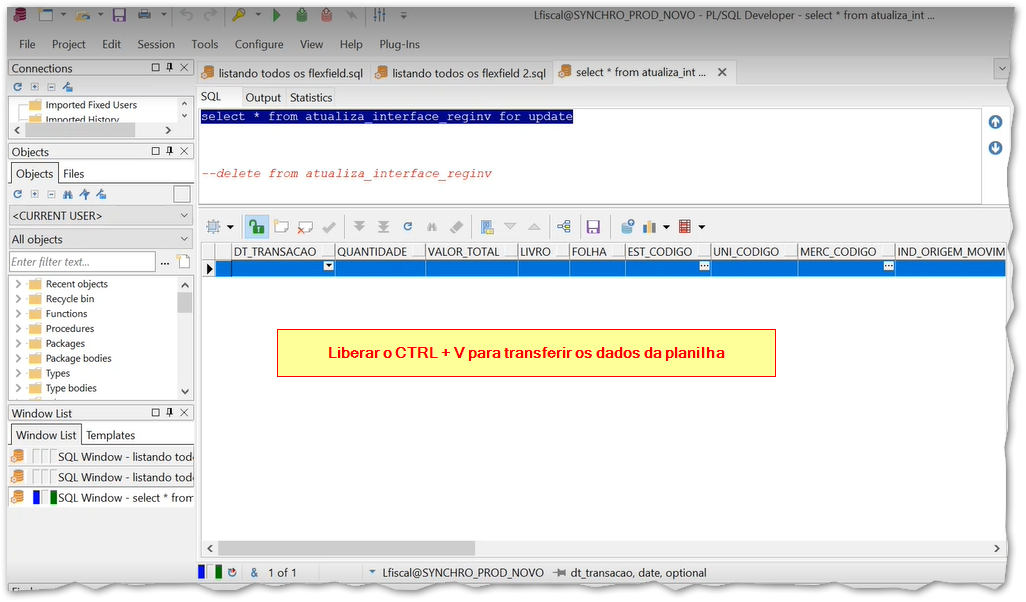 Lfiscal@SYNCHRO_PROD_NOVO - PL/SQL Developer - select * from atualiza_int ...
File Project Edit Session Tools Configure View Help Plug-Ins
Connections
Imported Fixed Users
Imported History
Objects
Objects Files
<CURRENT USER>
All objects
Enter filter text...
Recent objects
Recycle bin
Functions
Procedures
Packages
Package bodies
Types
Type bodies
Window List
Window List Templates
SQL Window - listando tod
SQL Window - listando tod
SQL Window - select * from
listando todos os flexfield.sql listando todos os flexfield 2.sql select * from atualiza_int ...
SQL Output Statistics
select * from atualiza_interface_reginv for update
--delete from atualiza_interface_reginv
DT_TRANSACAO QUANTIDADE VALOR_TOTAL LIVRO FOLHA EST_CODIGO UNI_CODIGO MERC_CODIGO IND_ORIGEM_MOVIM
Liberar o CTRL + V para transferir os dados da planilha
& 1 of 1 Lfiscal@SYNCHRO_PROD_NOVO dt_transacao, date, optional